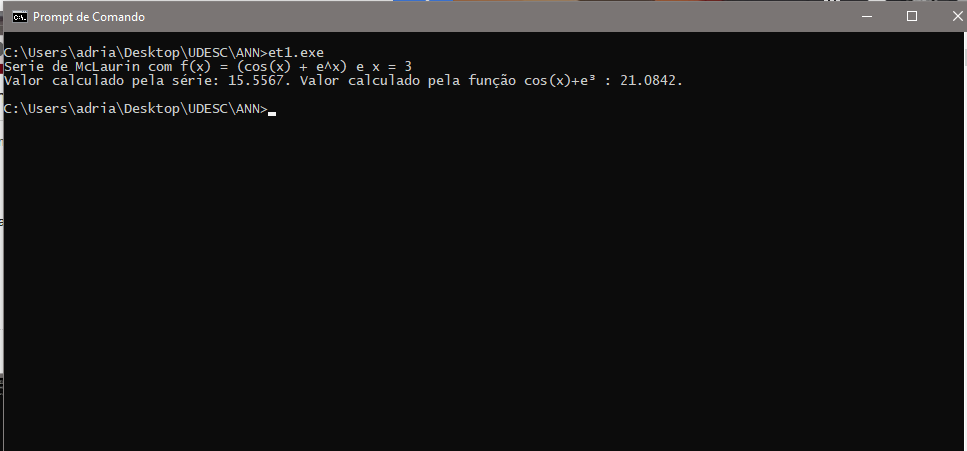 Prompt de Comando
C:\Users\adria\Desktop\UDESC\ANN>et1.exe
Serie de McLaurin com f(x) = (cos(x) + e^x) e x = 3
Valor calculado pela série: 15.5567. Valor calculado pela função cos(x)+e³ : 21.0842.
C:\Users\adria\Desktop\UDESC\ANN>